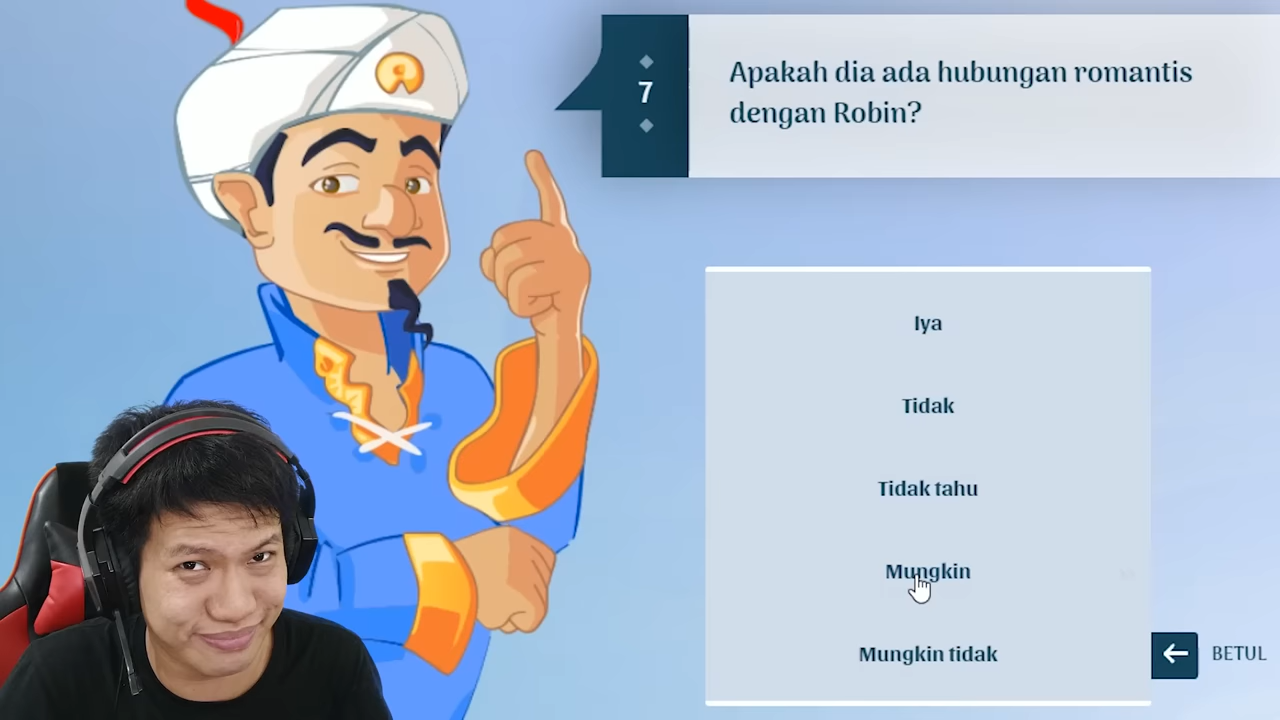 7
Apakah dia ada hubungan romantis
dengan Robin?
Iya
Tidak
Tidak tahu
Mungkin
Mungkin tidak
BETUL